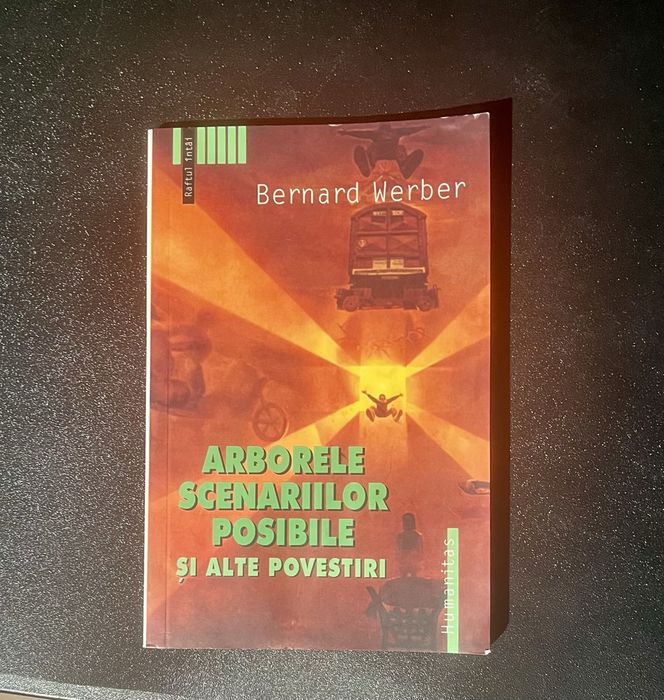 Raftul întâi
Bernard Werber
ARBORELE
SCENARIILOR
POSIBILE
ȘI ALTE POVESTIRI
Humanitas